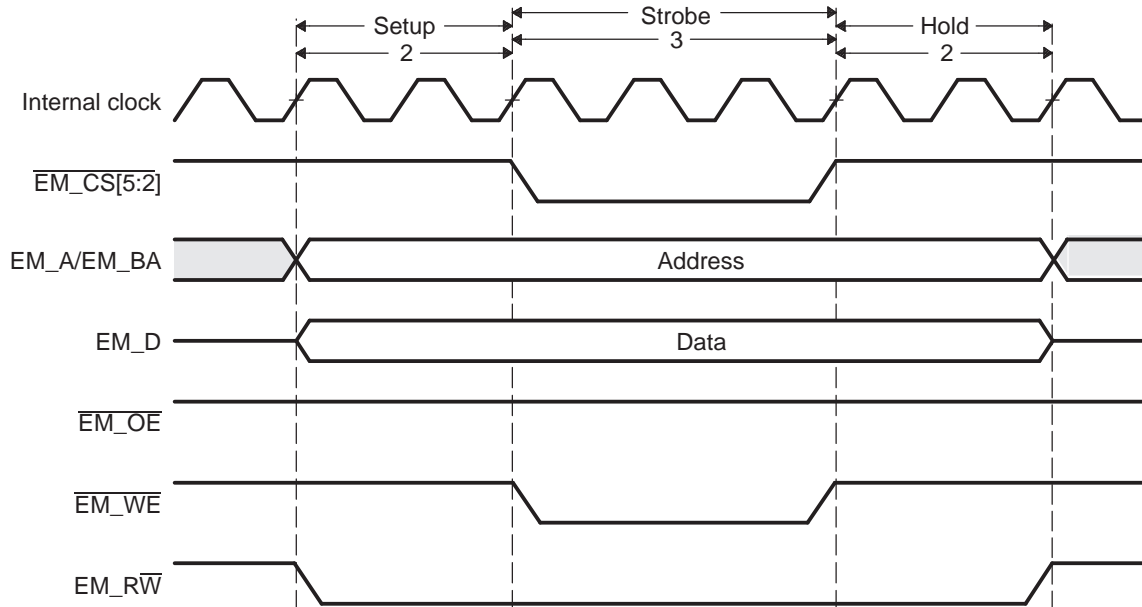 Setup
2
Strobe
3
Hold
2
Internal clock
EM_CS[5:2]
EM_A/EM_BA
Address
EM_D
Data
EM_OE
EM_WE
EM_RW